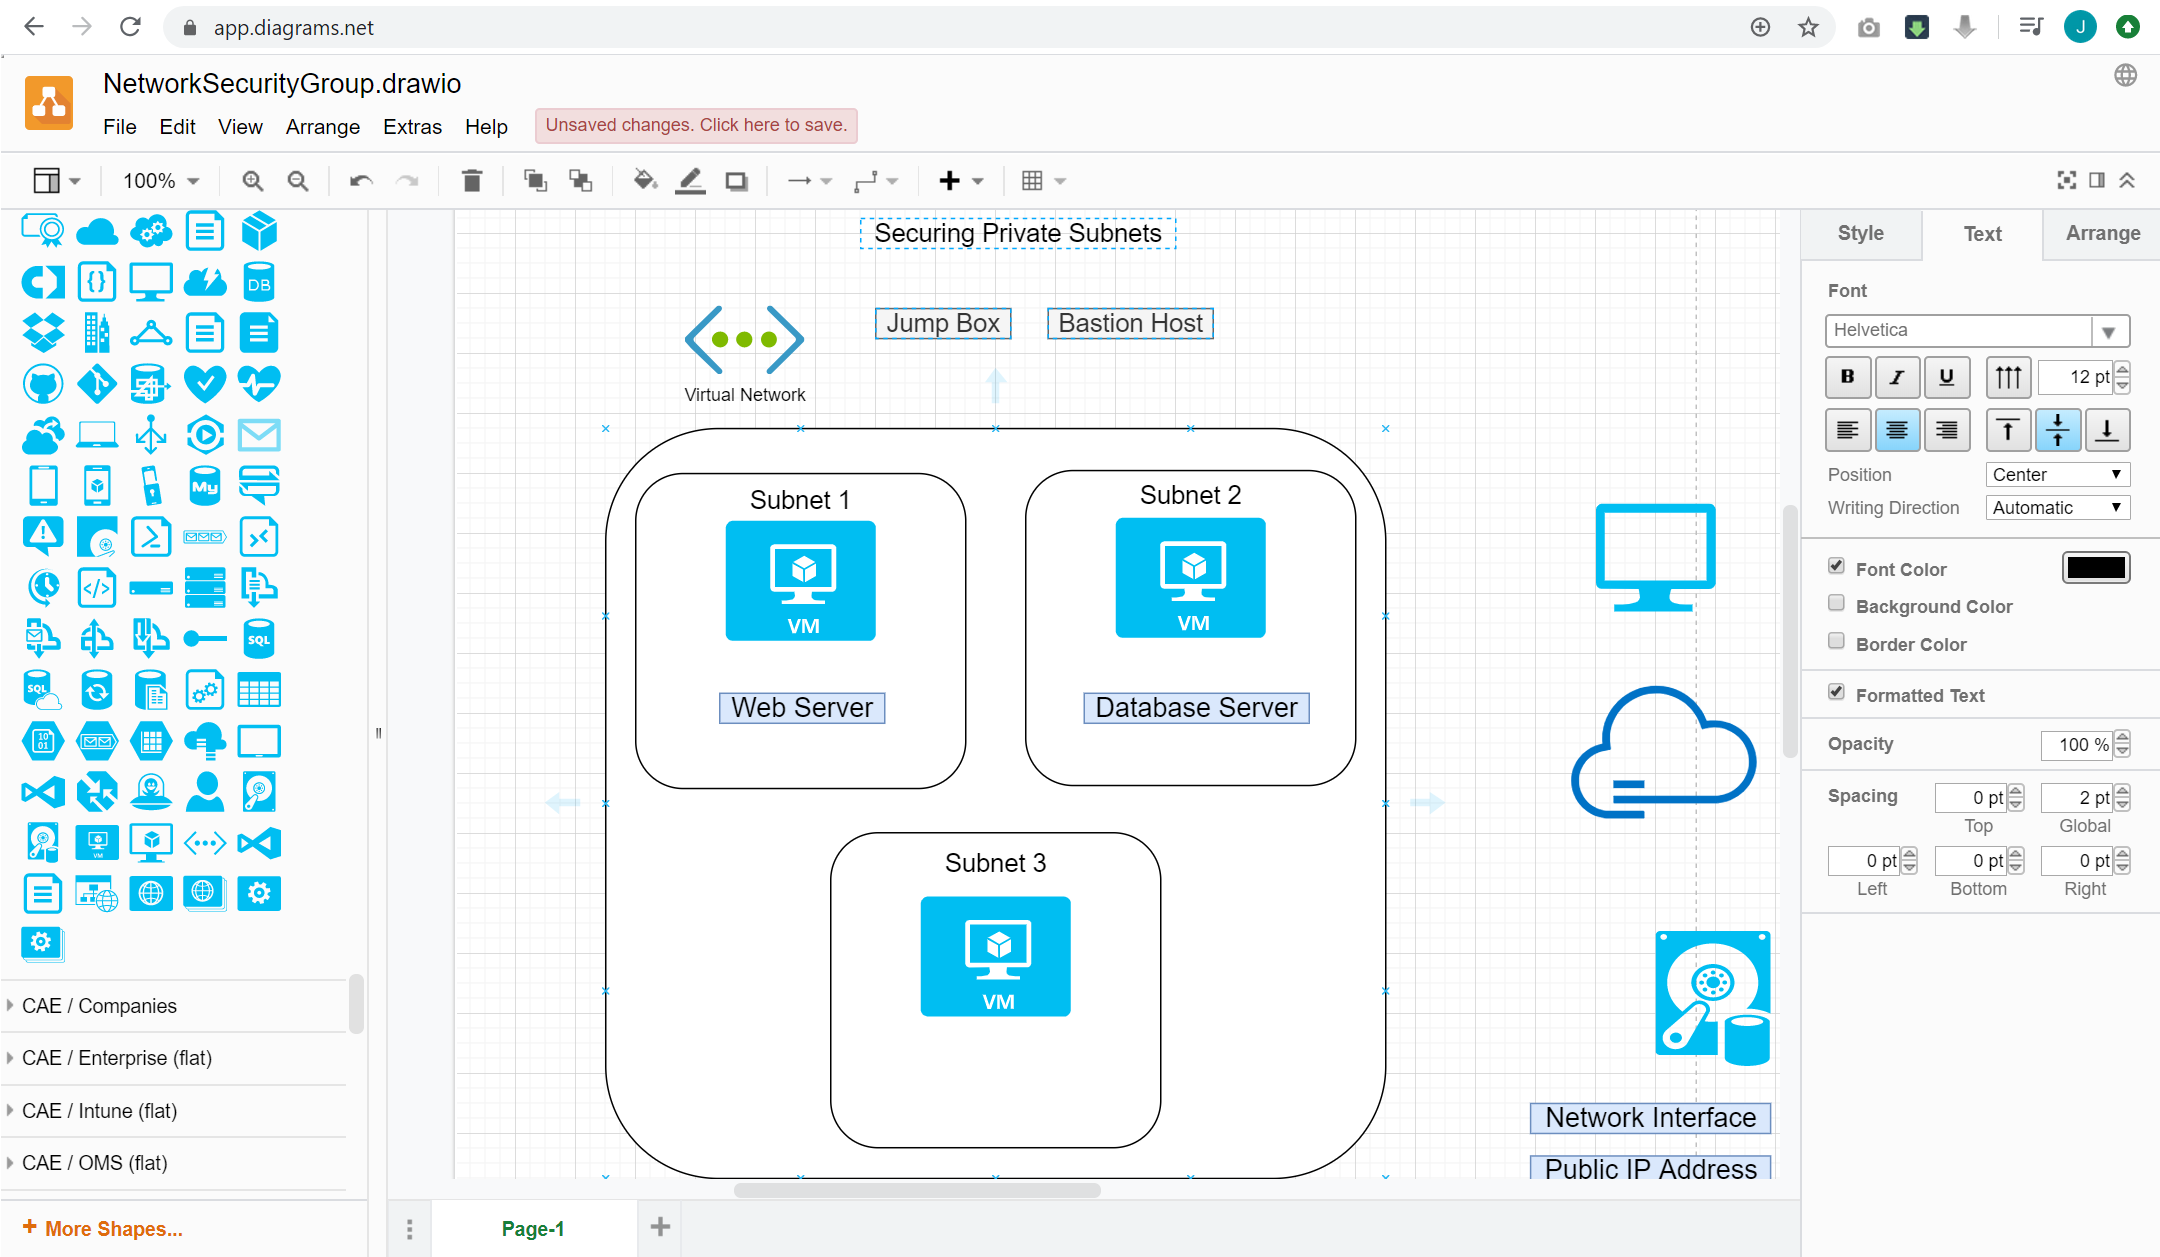 app.diagrams.net
J
NetworkSecurityGroup.drawio
File Edit View Arrange Extras Help
Unsaved changes. Click here to save.
100%
DB
My
SQL
SQL
10
01
VM
CAE / Companies
CAE / Enterprise (flat)
CAE / Intune (flat)
CAE / OMS (flat)
+ More Shapes...
Securing Private Subnets
Jump Box
Bastion Host
Virtual Network
Subnet 1
VM
Web Server
Subnet 2
VM
Database Server
Subnet 3
VM
Network Interface
Public IP Address
Page-1
Style Text Arrange
Font
Helvetica
B I U
12 pt
Position Center
Writing Direction Automatic
Font Color
Background Color
Border Color
Formatted Text
Opacity 100 %
Spacing 0 pt 2 pt
Top Global
0 pt 0 pt 0 pt
Left Bottom Right